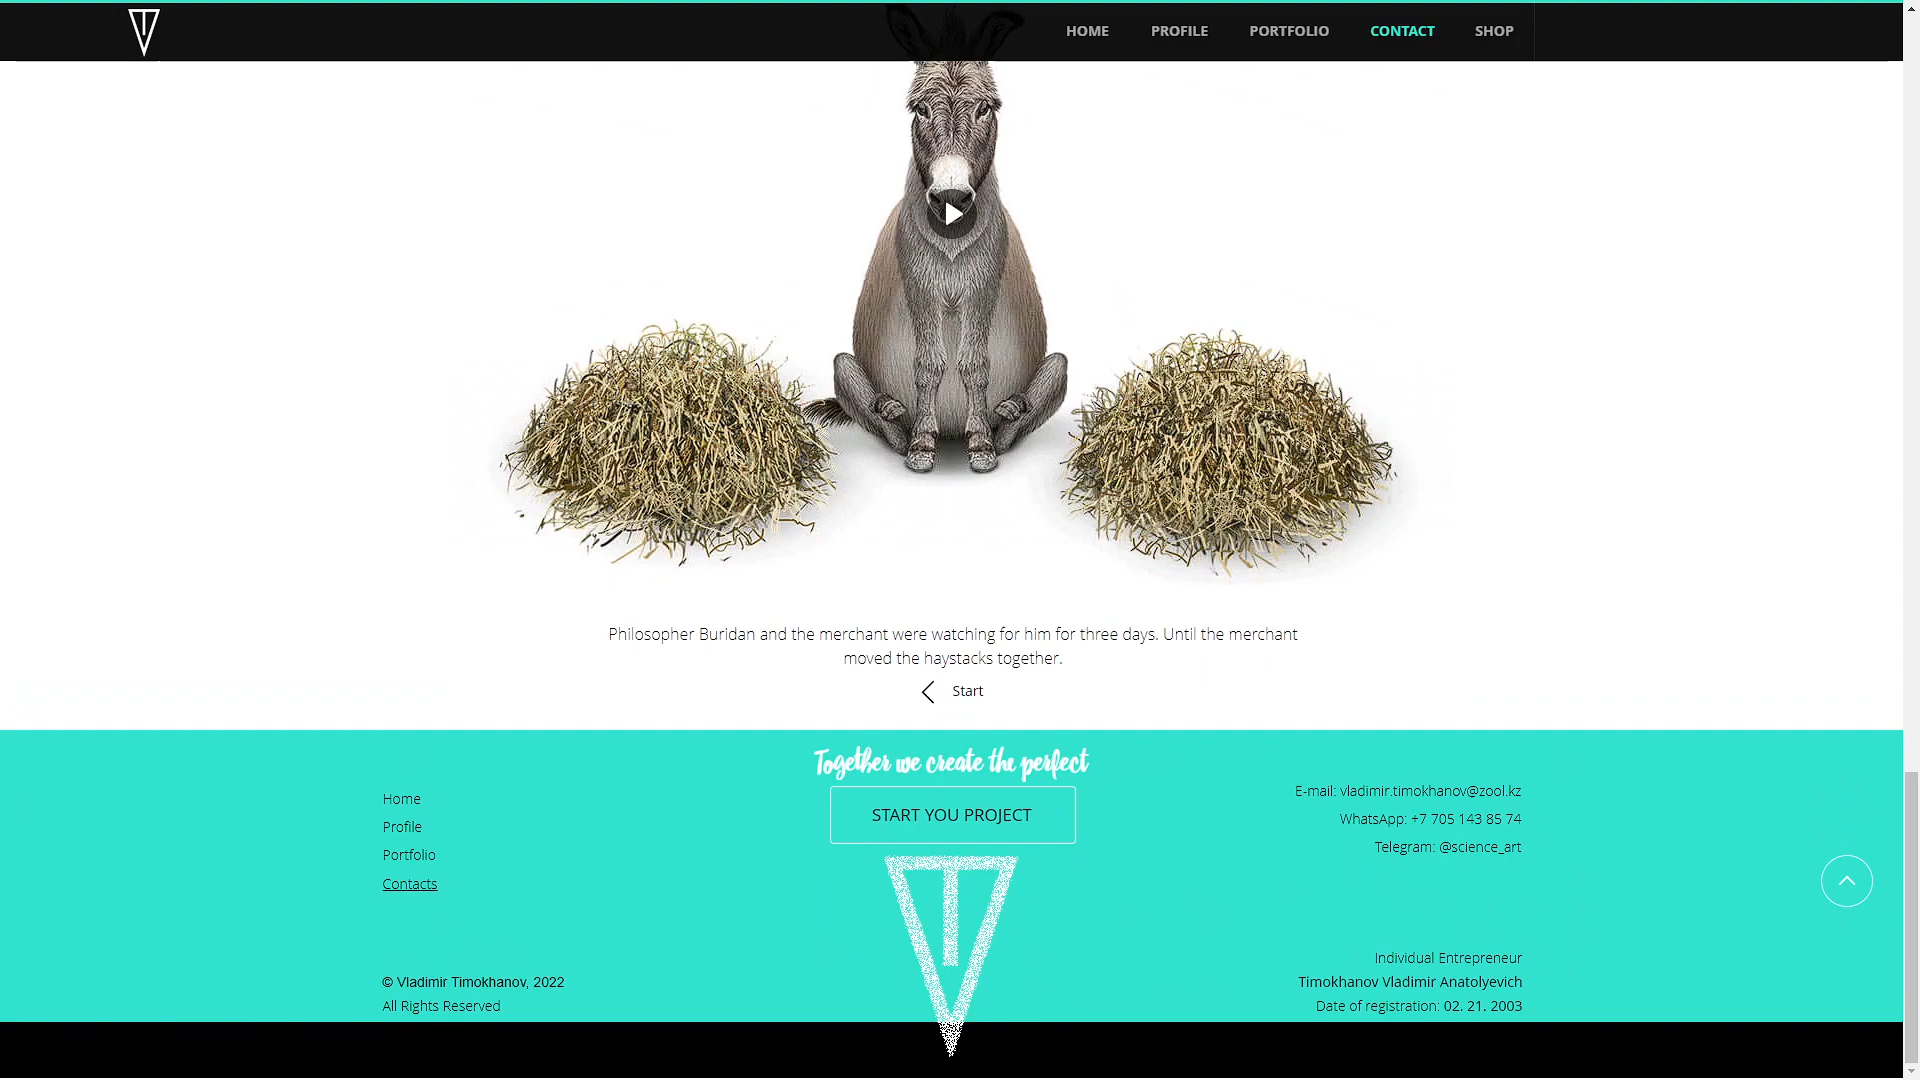 HOME PROFILE PORTFOLIO CONTACT SHOP
Philosopher Buridan and the merchant were watching for him for three days. Until the merchant
moved the haystacks together.
Start
Together we create the perfect
START YOU PROJECT
Home
Profile
Portfolio
Contacts
© Vladimir Timokhanov, 2022
All Rights Reserved
E-mail: vladimir.timokhanov@zool.kz
WhatsApp: +7 705 143 85 74
Telegram: @science_art
Individual Entrepreneur
Timokhanov Vladimir Anatolyevich
Date of registration: 02. 21. 2003